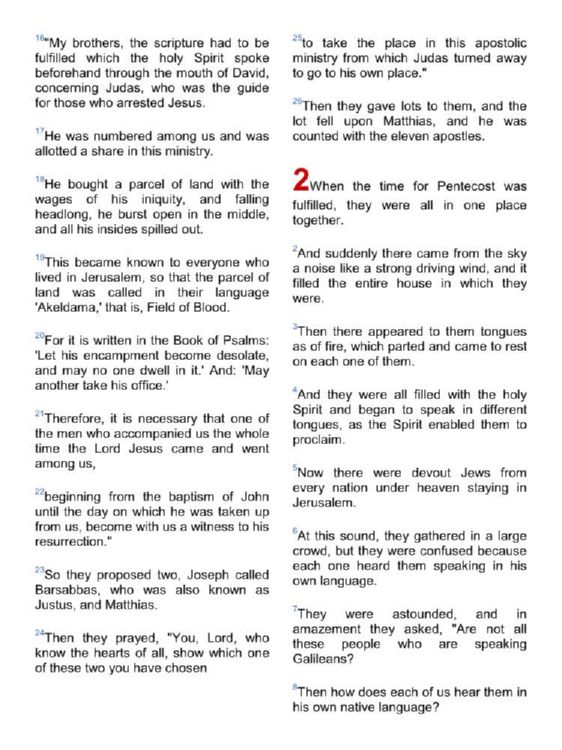 16"My brothers, the scripture had to be
fulfilled which the holy Spirit spoke
beforehand through the mouth of David,
concerning Judas, who was the guide
for those who arrested Jesus.
17He was numbered among us and was
allotted a share in this ministry.
18He bought a parcel of land with the
wages of his iniquity, and falling
headlong, he burst open in the middle,
and all his insides spilled out.
19This became known to everyone who
lived in Jerusalem, so that the parcel of
land was called in their language
'Akeldama,' that is, Field of Blood.
20For it is written in the Book of Psalms:
'Let his encampment become desolate,
and may no one dwell in it.' And: 'May
another take his office.'
21Therefore, it is necessary that one of
the men who accompanied us the whole
time the Lord Jesus came and went
among us,
22beginning from the baptism of John
until the day on which he was taken up
from us, become with us a witness to his
resurrection."
23So they proposed two, Joseph called
Barsabbas, who was also known as
Justus, and Matthias.
24Then they prayed, "You, Lord, who
know the hearts of all, show which one
of these two you have chosen
25to take the place in this apostolic
ministry from which Judas turned away
to go to his own place."
26Then they gave lots to them, and the
lot fell upon Matthias, and he was
counted with the eleven apostles.
2When the time for Pentecost was
fulfilled, they were all in one place
together.
2And suddenly there came from the sky
a noise like a strong driving wind, and it
filled the entire house in which they
were.
3Then there appeared to them tongues
as of fire, which parted and came to rest
on each one of them.
4And they were all filled with the holy
Spirit and began to speak in different
tongues, as the Spirit enabled them to
proclaim.
5Now there were devout Jews from
every nation under heaven staying in
Jerusalem.
6At this sound, they gathered in a large
crowd, but they were confused because
each one heard them speaking in his
own language.
7They were astounded, and in
amazement they asked, "Are not all
these people who are speaking
Galileans?
8Then how does each of us hear them in
his own native language?